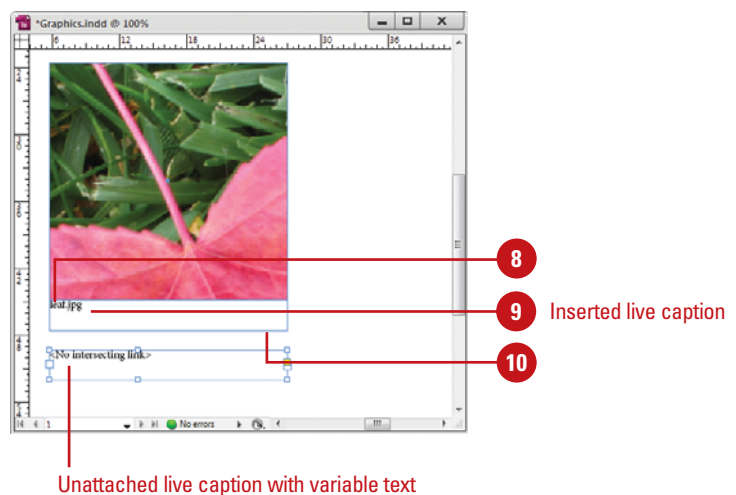 *Graphics.indd @ 100%
6 12 18 24 30 36
8
leaf.jpg
9 Inserted live caption
10
<No intersecting link>
1 No errors
Unattached live caption with variable text